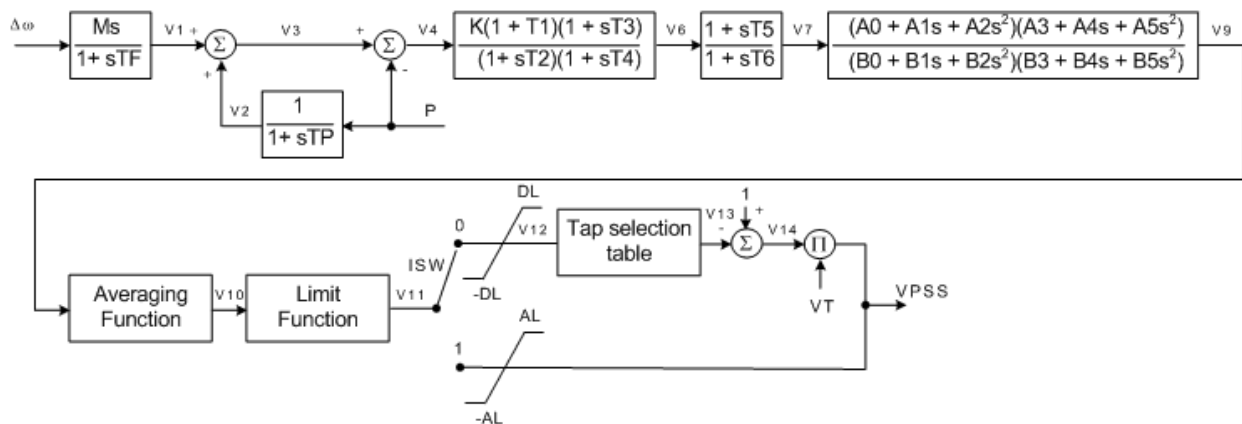 Δω
Ms
1+ sTF
V1
+
Σ
+
V3
+
Σ
-
V4
K(1 + T1)(1 + sT3)
(1+ sT2)(1 + sT4)
V6
1 + sT5
1 + sT6
V7
(A0 + A1s + A2s²)(A3 + A4s + A5s²)
(B0 + B1s + B2s²)(B3 + B4s + B5s²)
V9
V2
1
1+ sTP
P
Averaging
Function
V10
Limit
Function
V11
ISW
0
DL
-DL
V12
Tap selection
table
V13
-
1
+
Σ
V14
Π
VT
VPSS
1
AL
-AL